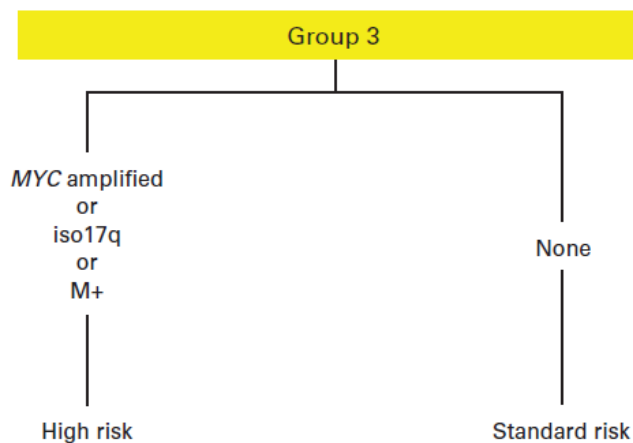 Group 3
MYC amplified
or
iso17q
or
M+
None
High risk
Standard risk